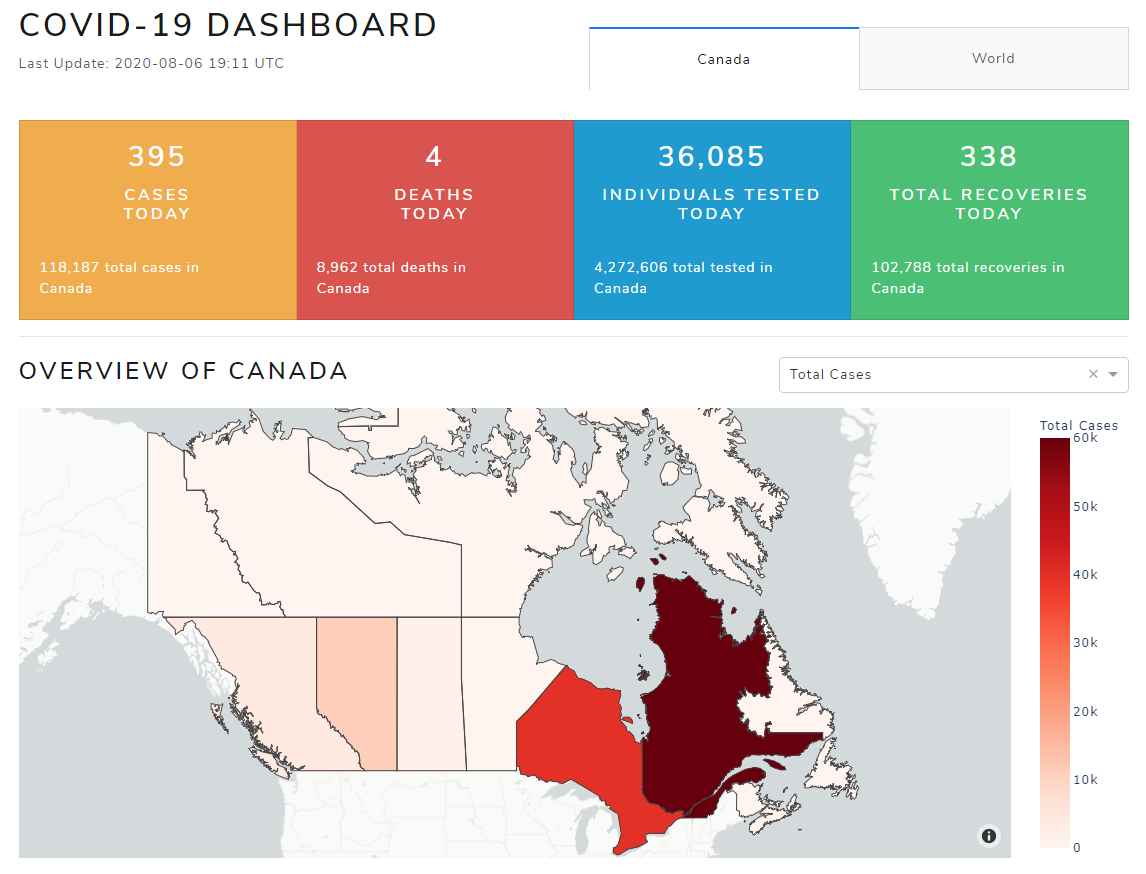 COVID-19 DASHBOARD
Last Update: 2020-08-06 19:11 UTC
Canada
World
395
CASES
TODAY
118,187 total cases in
Canada
4
DEATHS
TODAY
8,962 total deaths in
Canada
36,085
INDIVIDUALS TESTED
TODAY
4,272,606 total tested in
Canada
338
TOTAL RECOVERIES
TODAY
102,788 total recoveries in
Canada
OVERVIEW OF CANADA
Total Cases
Total Cases
60k
50k
40k
30k
20k
10k
0